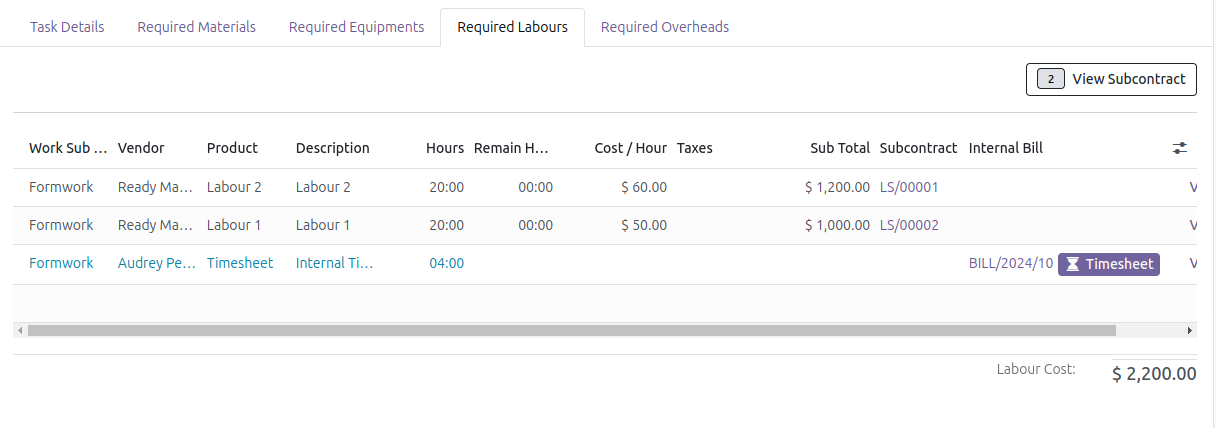 Task Details Required Materials Required Equipments Required Labours Required Overheads
2 View Subcontract
Work Sub ... Vendor Product Description Hours Remain H... Cost / Hour Taxes Sub Total Subcontract Internal Bill
Formwork Ready Ma... Labour 2 Labour 2 20:00 00:00 $ 60.00 $ 1,200.00 LS/00001 V
Formwork Ready Ma... Labour 1 Labour 1 20:00 00:00 $ 50.00 $ 1,000.00 LS/00002 V
Formwork Audrey Pe... Timesheet Internal Ti... 04:00 BILL/2024/10 Timesheet V
Labour Cost: $ 2,200.00